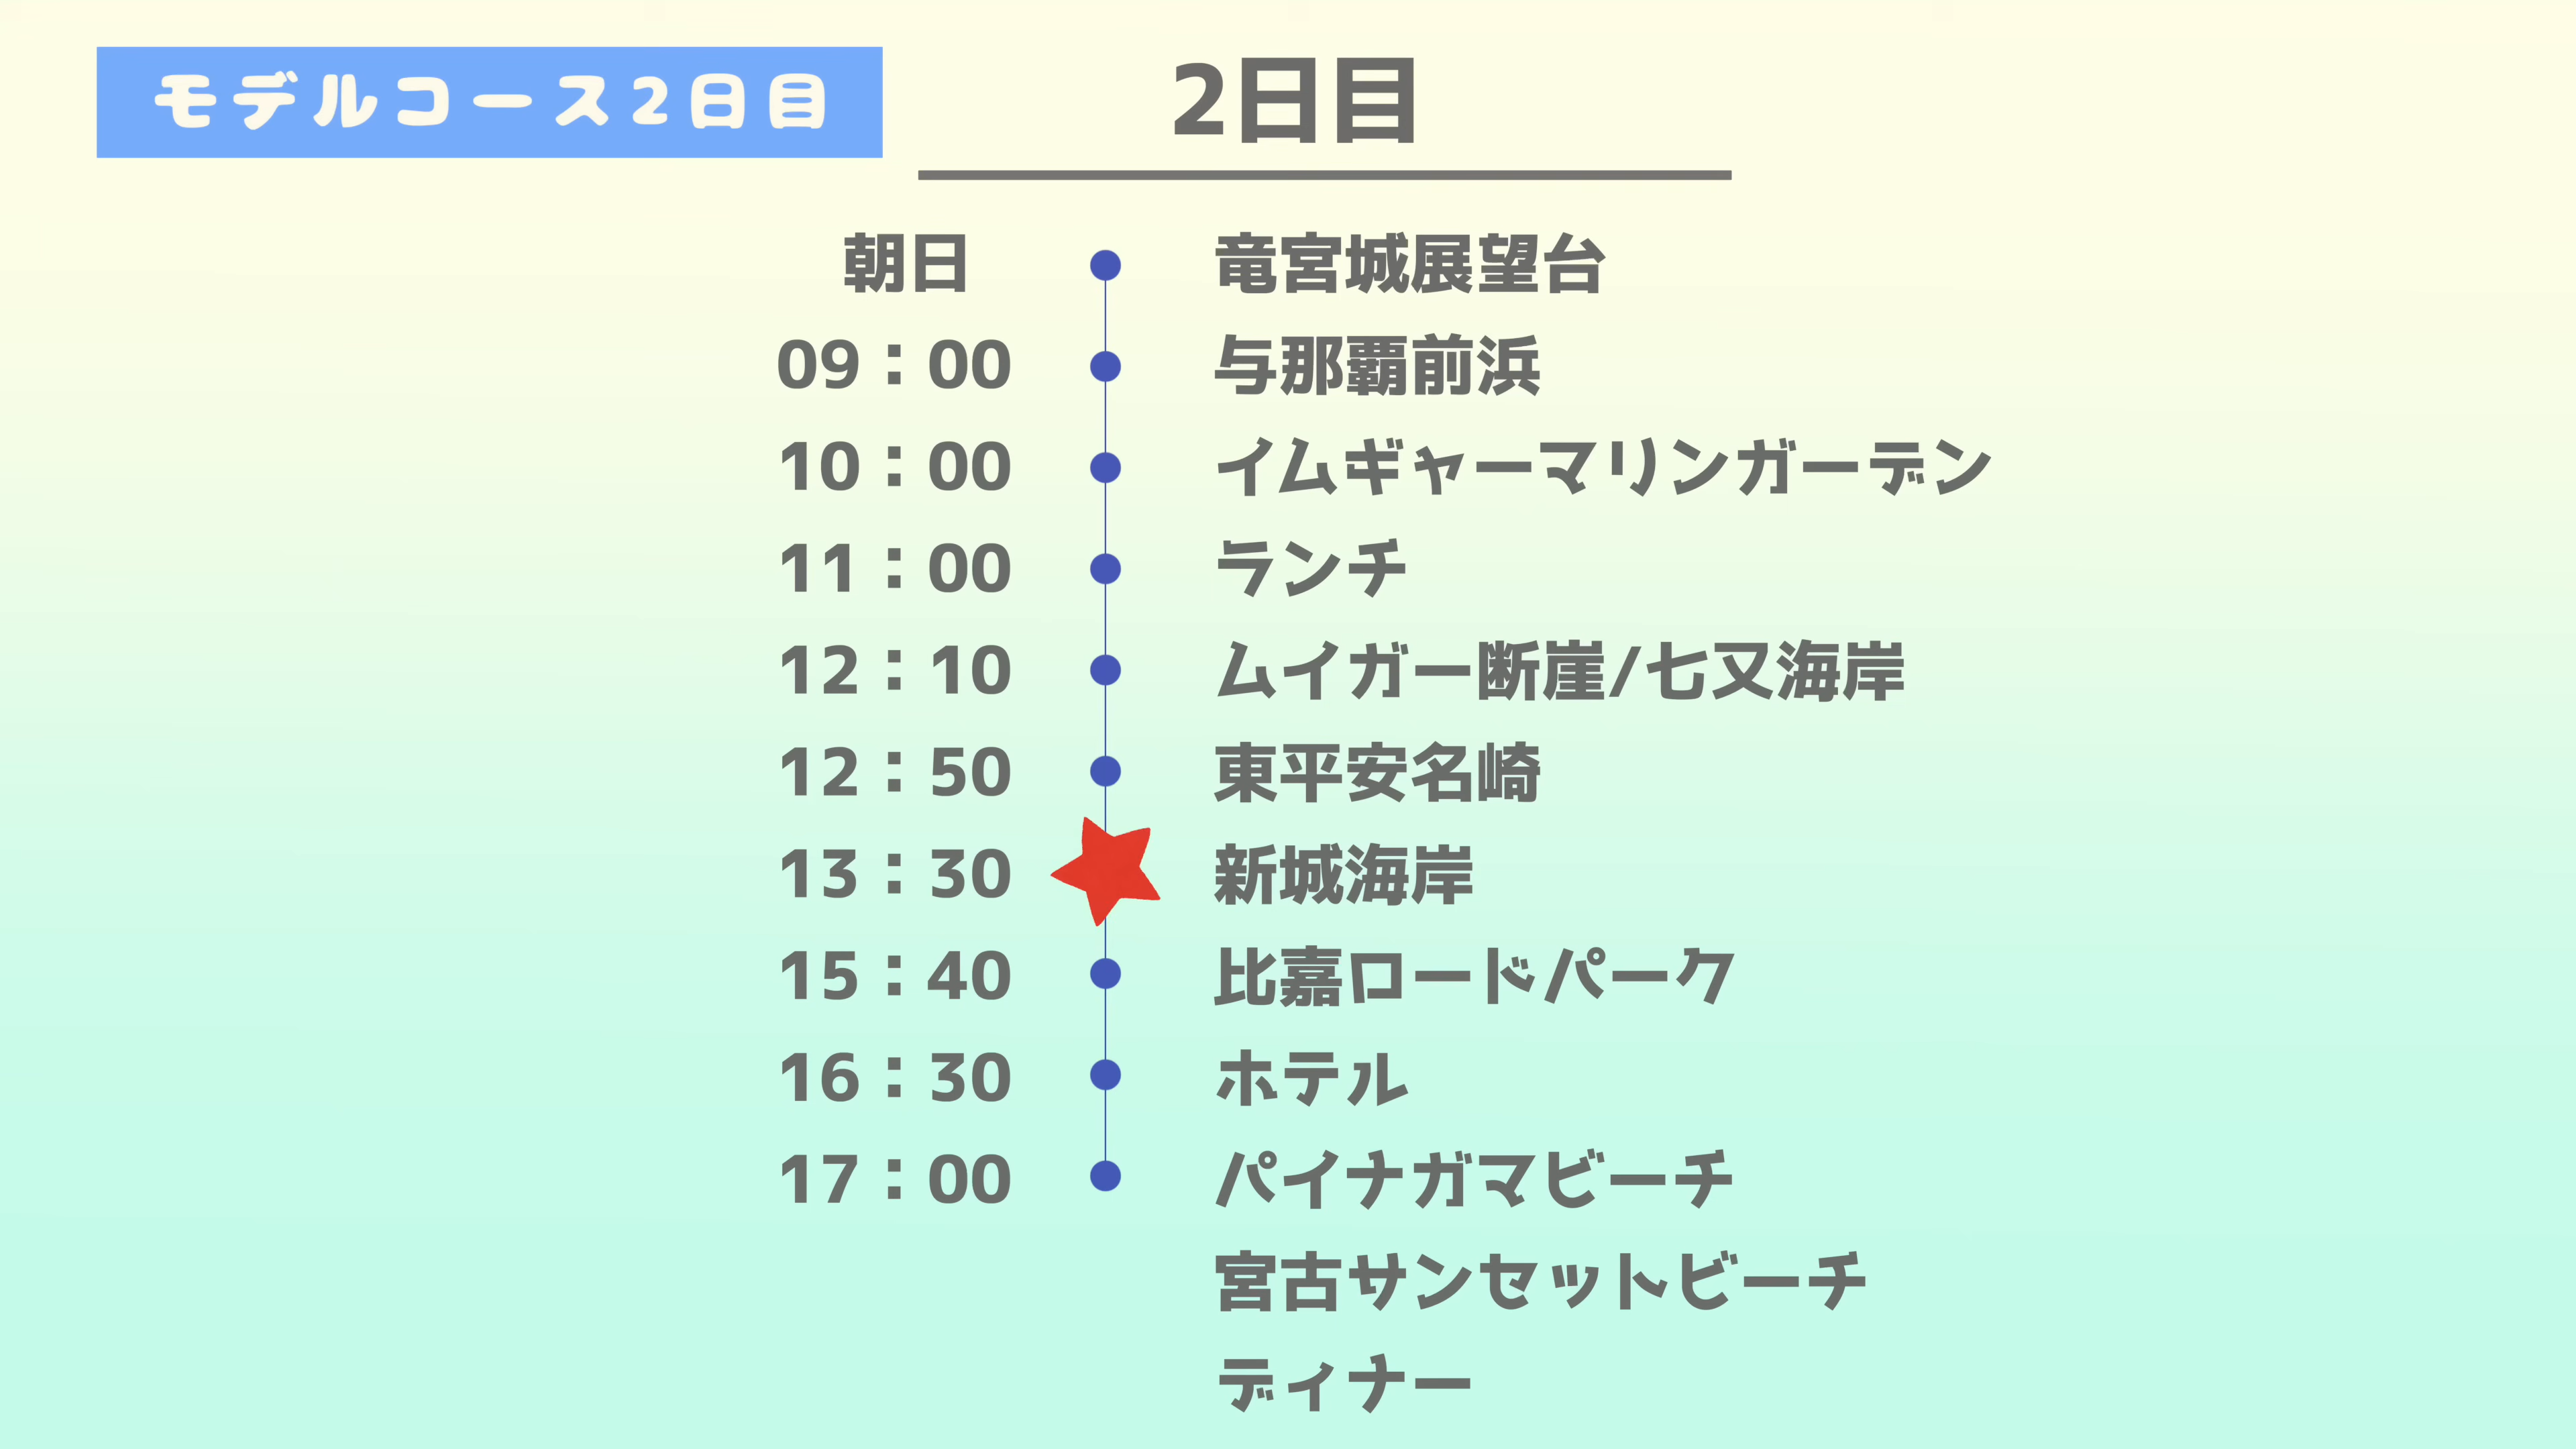 モデルコース2日目
2日目
朝日 竜宮城展望台
09：00 与那覇前浜
10：00 イムギャーマリンガーデン
11：00 ランチ
12：10 ムイガー断崖/七又海岸
12：50 東平安名崎
13：30 新城海岸
15：40 比嘉ロードパーク
16：30 ホテル
17：00 パイナガマビーチ
宮古サンセットビーチ
ディナー